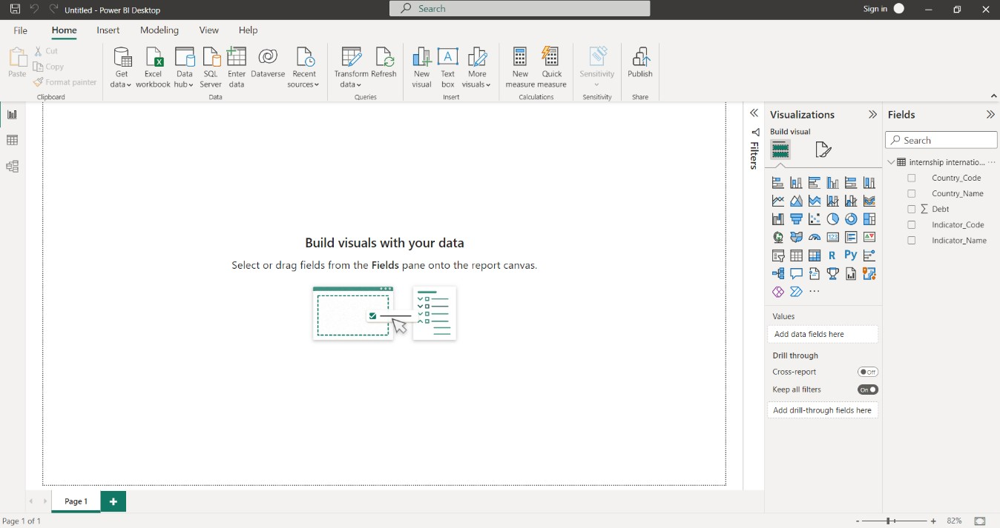 Untitled - Power BI Desktop
Search
Sign in
File
Home
Insert
Modeling
View
Help
Paste
Cut
Copy
Format painter
Clipboard
Get data
Excel workbook
Data hub
SQL Server
Enter data
Dataverse
Recent sources
Data
Transform data
Refresh
Queries
New visual
Text box
More visuals
Insert
New measure
Quick measure
Calculations
Sensitivity
Sensitivity
Publish
Share
Filters
Visualizations
Build visual
R
Py
123
Values
Add data fields here
Drill through
Cross-report
Off
Keep all filters
On
Add drill-through fields here
Fields
Search
internship internatio...
Country_Code
Country_Name
Debt
Indicator_Code
Indicator_Name
Build visuals with your data
Select or drag fields from the Fields pane onto the report canvas.
Page 1
Page 1 of 1
82%